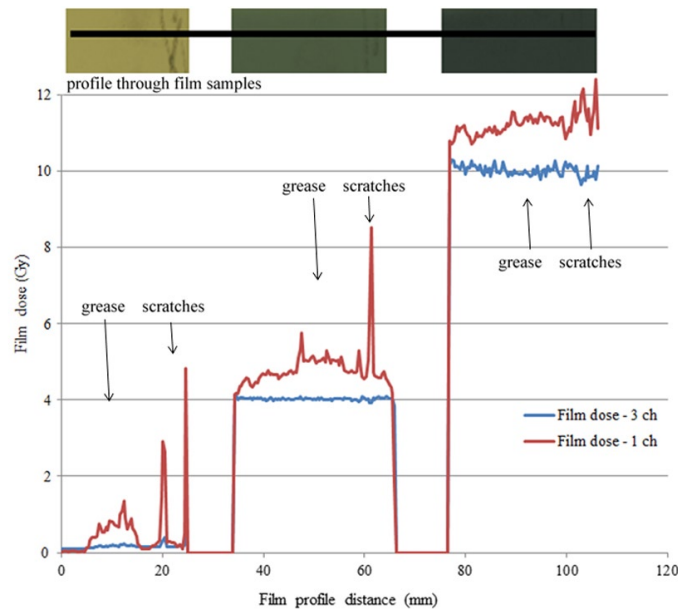 profile through film samples
12
10
8
6
4
2
0
Film dose (Gy)
grease scratches
grease scratches
grease scratches
Film dose - 3 ch
Film dose - 1 ch
0 20 40 60 80 100 120
Film profile distance (mm)